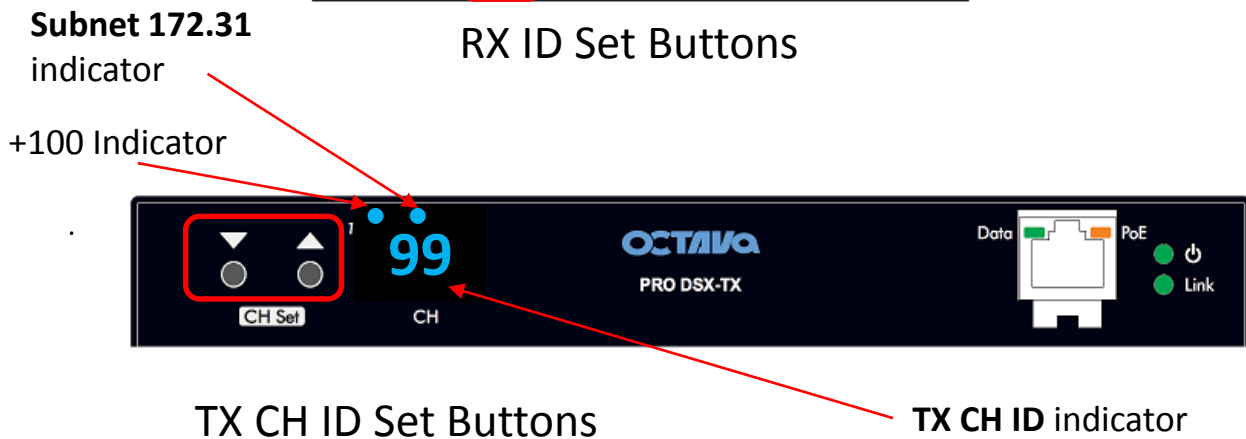 Subnet 172.31
indicator
RX ID Set Buttons
+100 Indicator
.
1
99
OCTAVA
PRO DSX-TX
Data
PoE
Link
CH Set
CH
TX CH ID Set Buttons
TX CH ID indicator